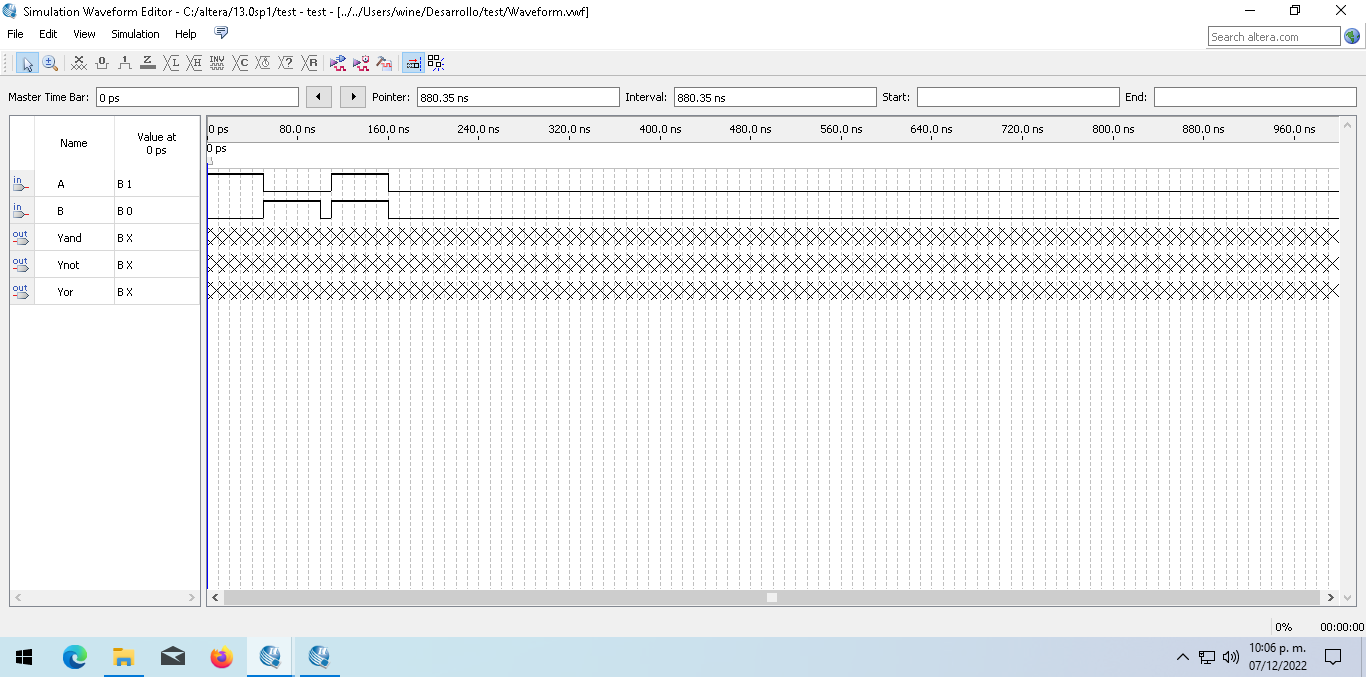 Simulation Waveform Editor - C:/altera/13.0sp1/test - test - [../../Users/wine/Desarrollo/test/Waveform.vwf]
File Edit View Simulation Help
Search altera.com
Master Time Bar: 0 ps Pointer: 880.35 ns Interval: 880.35 ns Start: End:
Name Value at 0 ps
0 ps 80.0 ns 160.0 ns 240.0 ns 320.0 ns 400.0 ns 480.0 ns 560.0 ns 640.0 ns 720.0 ns 800.0 ns 880.0 ns 960.0 ns
0 ps
in A B 1
in B B 0
out Yand B X
out Ynot B X
out Yor B X
0% 00:00:00
10:06 p. m.
07/12/2022